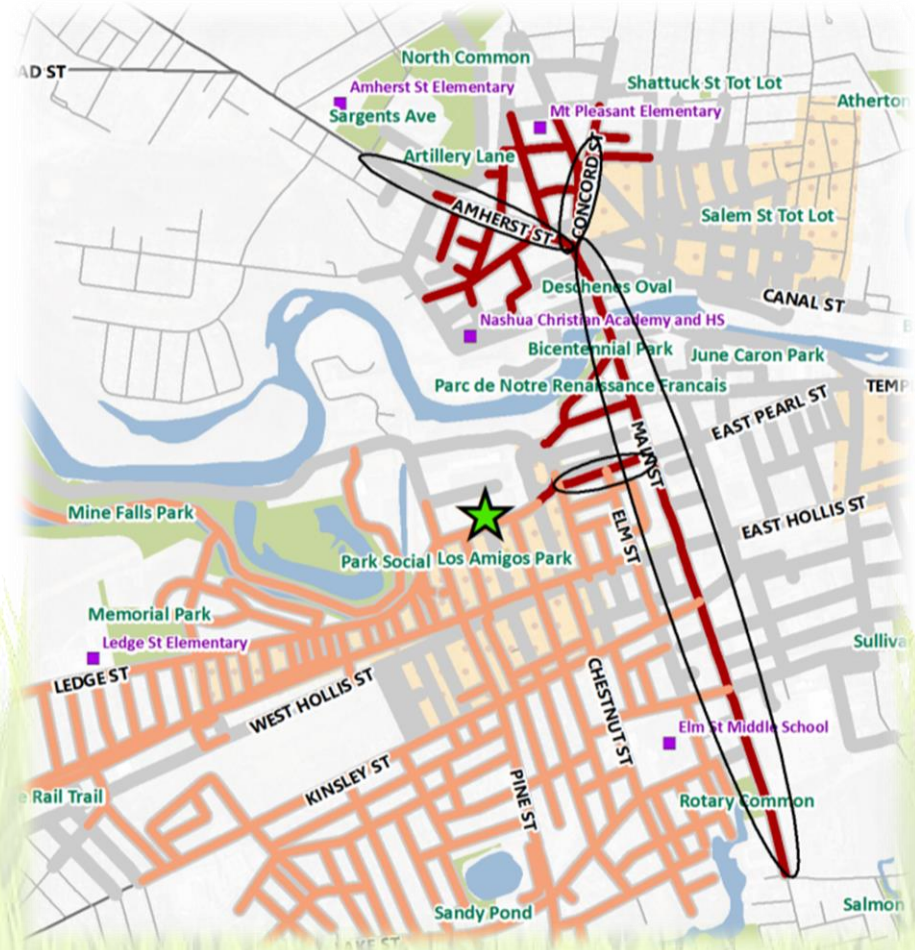 North Common
AD ST
Shattuck St Tot Lot
Amherst St Elementary
Atherton
Mt Pleasant Elementary
Sargents Ave
Artillery Lane
CONCORD ST
AMHERST ST
Salem St Tot Lot
Deschenes Oval
CANAL ST
Nashua Christian Academy and HS
Bicentennial Park
June Caron Park
Parc de Notre Renaissance Francais
TEMP
EAST PEARL ST
MAIN ST
Mine Falls Park
ELM ST
EAST HOLLIS ST
Park Social
Los Amigos Park
Memorial Park
Ledge St Elementary
Sulliva
LEDGE ST
WEST HOLLIS ST
CHESTNUT ST
Elm St Middle School
KINSLEY ST
PINE ST
e Rail Trail
Rotary Common
Sandy Pond
Salmon